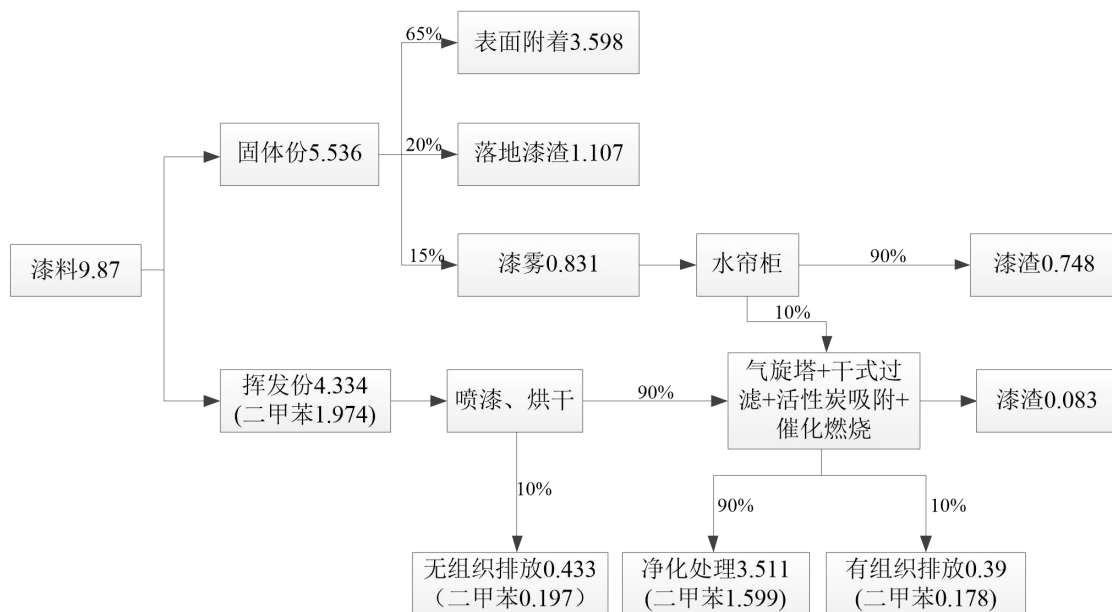 65%
表面附着3.598
固体份5.536
20%
落地漆渣1.107
漆料9.87
15%
漆雾0.831
水帘柜
90%
漆渣0.748
10%
挥发份4.334
(二甲苯1.974)
喷漆、烘干
90%
气旋塔+干式过
滤+活性炭吸附+
催化燃烧
漆渣0.083
10%
90%
10%
无组织排放0.433
（二甲苯0.197）
净化处理3.511
(二甲苯1.599)
有组织排放0.39
(二甲苯0.178)